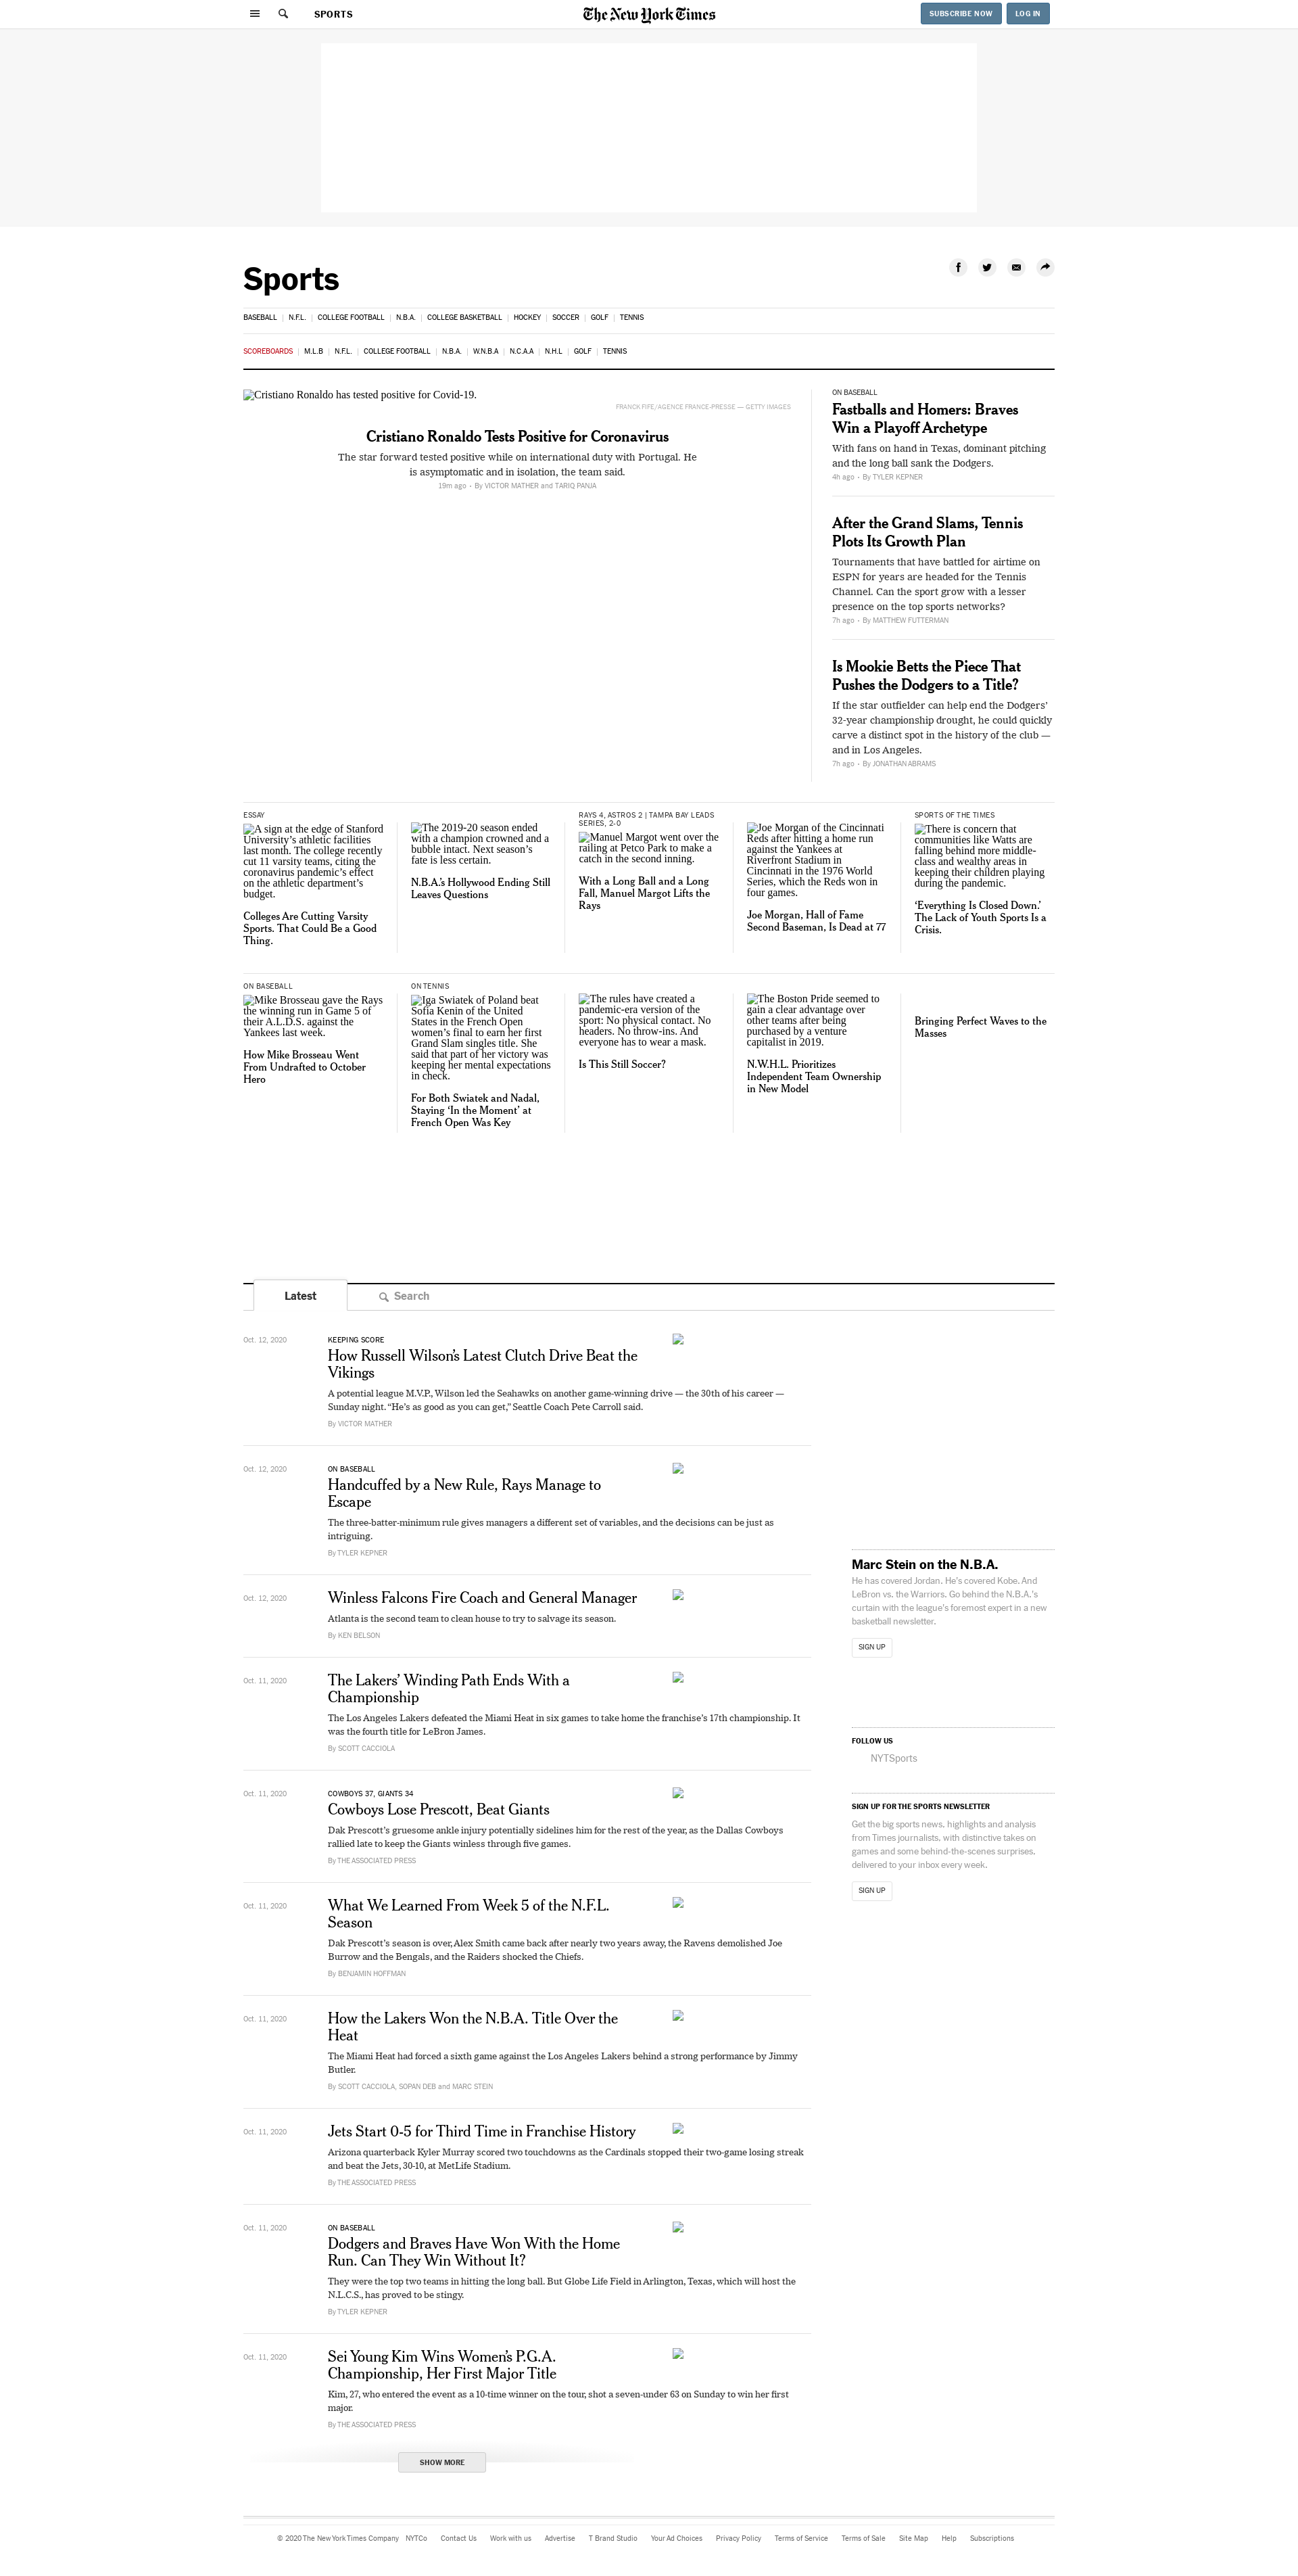 SPORTS
The New York Times
SUBSCRIBE NOW
LOG IN
Sports
BASEBALL | N.F.L. | COLLEGE FOOTBALL | N.B.A. | COLLEGE BASKETBALL | HOCKEY | SOCCER | GOLF | TENNIS
SCOREBOARDS | M.L.B | N.F.L. | COLLEGE FOOTBALL | N.B.A. | W.N.B.A | N.C.A.A | N.H.L | GOLF | TENNIS
Cristiano Ronaldo has tested positive for Covid-19.
FRANCK FIFE/AGENCE FRANCE-PRESSE — GETTY IMAGES
Cristiano Ronaldo Tests Positive for Coronavirus
The star forward tested positive while on international duty with Portugal. He
is asymptomatic and in isolation, the team said.
19m ago • By VICTOR MATHER and TARIQ PANJA
ON BASEBALL
Fastballs and Homers: Braves
Win a Playoff Archetype
With fans on hand in Texas, dominant pitching
and the long ball sank the Dodgers.
4h ago • By TYLER KEPNER
After the Grand Slams, Tennis
Plots Its Growth Plan
Tournaments that have battled for airtime on
ESPN for years are headed for the Tennis
Channel. Can the sport grow with a lesser
presence on the top sports networks?
7h ago • By MATTHEW FUTTERMAN
Is Mookie Betts the Piece That
Pushes the Dodgers to a Title?
If the star outfielder can help end the Dodgers'
32-year championship drought, he could quickly
carve a distinct spot in the history of the club —
and in Los Angeles.
7h ago • By JONATHAN ABRAMS
ESSAY
A sign at the edge of Stanford
University's athletic facilities
last month. The college recently
cut 11 varsity teams, citing the
coronavirus pandemic's effect
on the athletic department's
budget.
Colleges Are Cutting Varsity
Sports. That Could Be a Good
Thing.
The 2019-20 season ended
with a champion crowned and a
bubble intact. Next season's
fate is less certain.
N.B.A.'s Hollywood Ending Still
Leaves Questions
RAYS 4, ASTROS 2 | TAMPA BAY LEADS
SERIES, 2-0
Manuel Margot went over the
railing at Petco Park to make a
catch in the second inning.
With a Long Ball and a Long
Fall, Manuel Margot Lifts the
Rays
Joe Morgan of the Cincinnati
Reds after hitting a home run
against the Yankees at
Riverfront Stadium in
Cincinnati in the 1976 World
Series, which the Reds won in
four games.
Joe Morgan, Hall of Fame
Second Baseman, Is Dead at 77
SPORTS OF THE TIMES
There is concern that
communities like Watts are
falling behind more middle-
class and wealthy areas in
keeping their children playing
during the pandemic.
'Everything Is Closed Down.'
The Lack of Youth Sports Is a
Crisis.
ON BASEBALL
Mike Brosseau gave the Rays
the winning run in Game 5 of
their A.L.D.S. against the
Yankees last week.
How Mike Brosseau Went
From Undrafted to October
Hero
ON TENNIS
Iga Swiatek of Poland beat
Sofia Kenin of the United
States in the French Open
women's final to earn her first
Grand Slam singles title. She
said that part of her victory was
keeping her mental expectations
in check.
For Both Swiatek and Nadal,
Staying 'In the Moment' at
French Open Was Key
The rules have created a
pandemic-era version of the
sport: No physical contact. No
headers. No throw-ins. And
everyone has to wear a mask.
Is This Still Soccer?
The Boston Pride seemed to
gain a clear advantage over
other teams after being
purchased by a venture
capitalist in 2019.
N.W.H.L. Prioritizes
Independent Team Ownership
in New Model
Bringing Perfect Waves to the
Masses
Latest
Search
Oct. 12, 2020
KEEPING SCORE
How Russell Wilson's Latest Clutch Drive Beat the
Vikings
A potential league M.V.P., Wilson led the Seahawks on another game-winning drive — the 30th of his career —
Sunday night. "He's as good as you can get," Seattle Coach Pete Carroll said.
By VICTOR MATHER
Oct. 12, 2020
ON BASEBALL
Handcuffed by a New Rule, Rays Manage to
Escape
The three-batter-minimum rule gives managers a different set of variables, and the decisions can be just as
intriguing.
By TYLER KEPNER
Oct. 12, 2020
Winless Falcons Fire Coach and General Manager
Atlanta is the second team to clean house to try to salvage its season.
By KEN BELSON
Oct. 11, 2020
The Lakers' Winding Path Ends With a
Championship
The Los Angeles Lakers defeated the Miami Heat in six games to take home the franchise's 17th championship. It
was the fourth title for LeBron James.
By SCOTT CACCIOLA
Oct. 11, 2020
COWBOYS 37, GIANTS 34
Cowboys Lose Prescott, Beat Giants
Dak Prescott's gruesome ankle injury potentially sidelines him for the rest of the year, as the Dallas Cowboys
rallied late to keep the Giants winless through five games.
By THE ASSOCIATED PRESS
Oct. 11, 2020
What We Learned From Week 5 of the N.F.L.
Season
Dak Prescott's season is over, Alex Smith came back after nearly two years away, the Ravens demolished Joe
Burrow and the Bengals, and the Raiders shocked the Chiefs.
By BENJAMIN HOFFMAN
Oct. 11, 2020
How the Lakers Won the N.B.A. Title Over the
Heat
The Miami Heat had forced a sixth game against the Los Angeles Lakers behind a strong performance by Jimmy
Butler.
By SCOTT CACCIOLA, SOPAN DEB and MARC STEIN
Oct. 11, 2020
Jets Start 0-5 for Third Time in Franchise History
Arizona quarterback Kyler Murray scored two touchdowns as the Cardinals stopped their two-game losing streak
and beat the Jets, 30-10, at MetLife Stadium.
By THE ASSOCIATED PRESS
Oct. 11, 2020
ON BASEBALL
Dodgers and Braves Have Won With the Home
Run. Can They Win Without It?
They were the top two teams in hitting the long ball. But Globe Life Field in Arlington, Texas, which will host the
N.L.C.S., has proved to be stingy.
By TYLER KEPNER
Oct. 11, 2020
Sei Young Kim Wins Women's P.G.A.
Championship, Her First Major Title
Kim, 27, who entered the event as a 10-time winner on the tour, shot a seven-under 63 on Sunday to win her first
major.
By THE ASSOCIATED PRESS
SHOW MORE
Marc Stein on the N.B.A.
He has covered Jordan. He's covered Kobe. And
LeBron vs. the Warriors. Go behind the N.B.A.'s
curtain with the league's foremost expert in a new
basketball newsletter.
SIGN UP
FOLLOW US
NYTSports
SIGN UP FOR THE SPORTS NEWSLETTER
Get the big sports news, highlights and analysis
from Times journalists, with distinctive takes on
games and some behind-the-scenes surprises,
delivered to your inbox every week.
SIGN UP
© 2020 The New York Times Company NYTCo Contact Us Work with us Advertise T Brand Studio Your Ad Choices Privacy Policy Terms of Service Terms of Sale Site Map Help Subscriptions